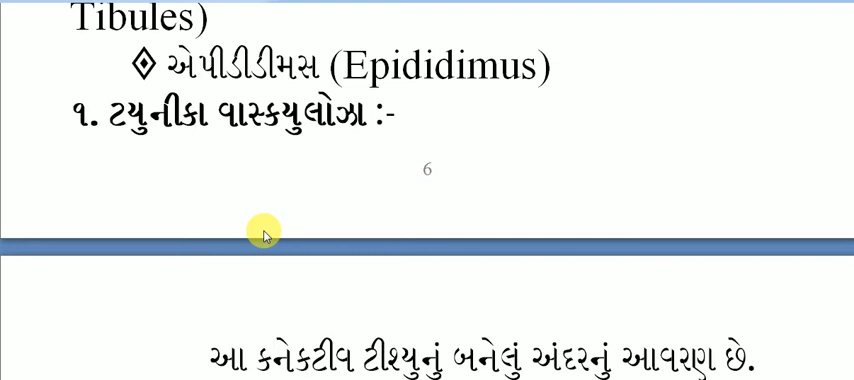 Tibules)
એપીડીડીમસ (Epididimus)
૧. ટયુનીકા વાસ્કયુલોઝા :-
6
આ કનેકટીવ ટીશ્યુનું બનેલું અંદરનું આવરણ છે.